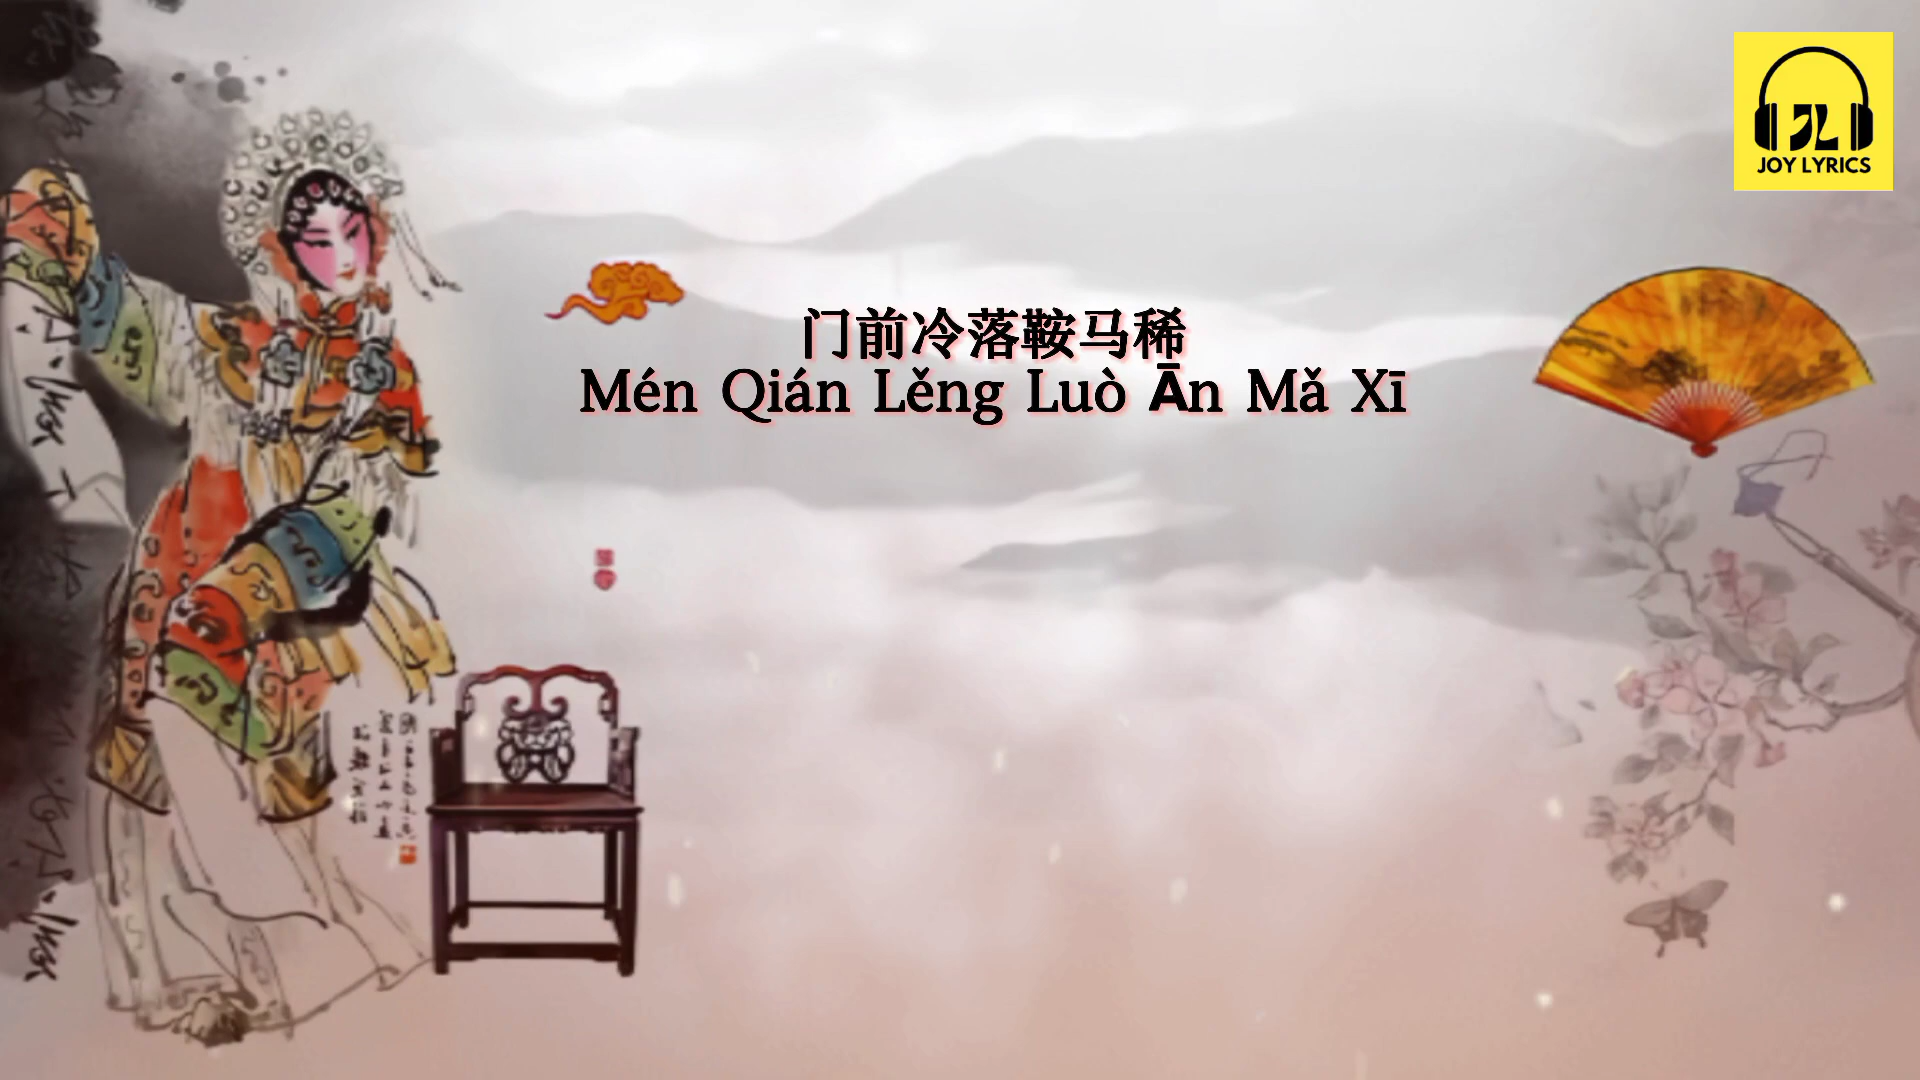 JOY LYRICS
门前冷落鞍马稀
Mén Qián Lěng Luò Ān Mǎ Xī